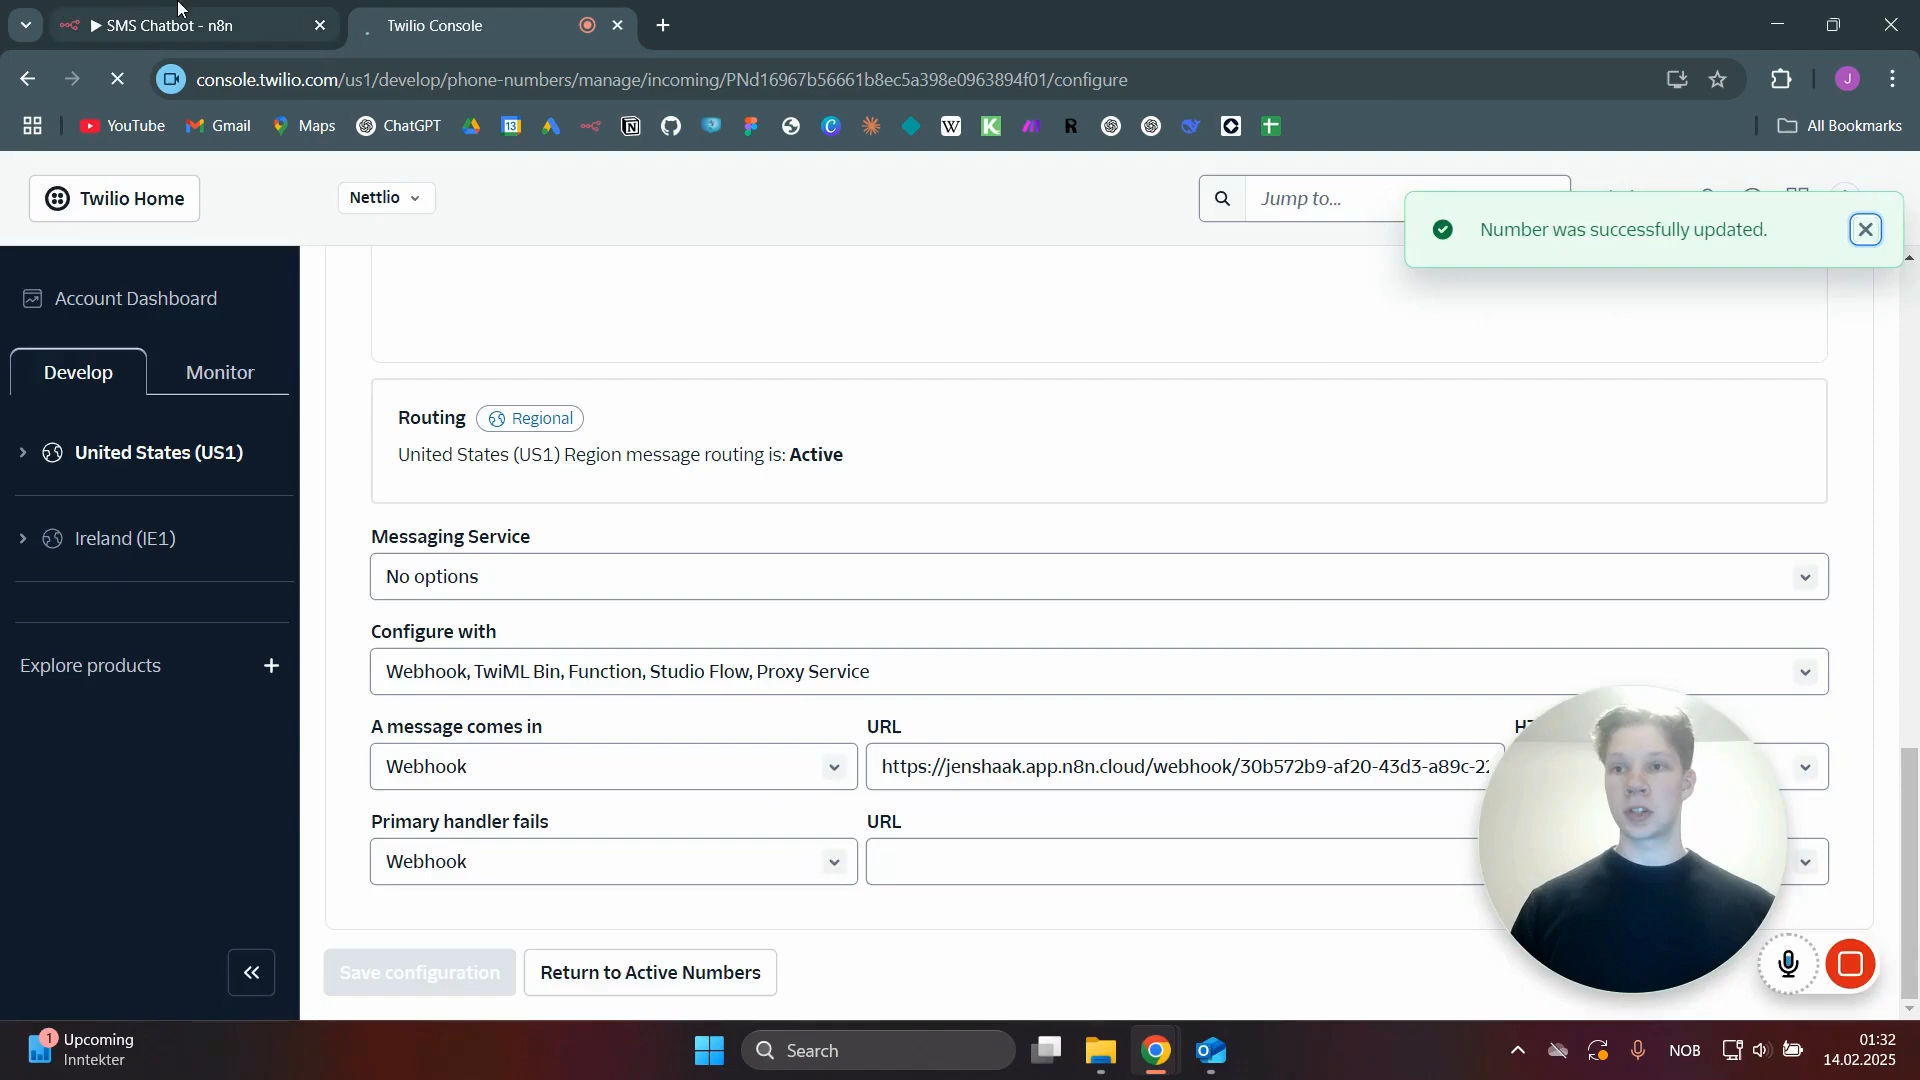 ▶ SMS Chatbot - n8n
Twilio Console
console.twilio.com/us1/develop/phone-numbers/manage/incoming/PNd16967b56661b8ec5a398e0963894f01/configure
YouTube
Gmail
Maps
ChatGPT
All Bookmarks
Twilio Home
Nettlio
Jump to...
Number was successfully updated.
Account Dashboard
Develop
Monitor
United States (US1)
Ireland (IE1)
Explore products
Routing
Regional
United States (US1) Region message routing is: Active
Messaging Service
No options
Configure with
Webhook, TwiML Bin, Function, Studio Flow, Proxy Service
A message comes in
URL
Webhook
https://jenshaak.app.n8n.cloud/webhook/30b572b9-af20-43d3-a89c-22
Primary handler fails
URL
Webhook
Save configuration
Return to Active Numbers
1
Upcoming
Inntekter
Search
NOB
01:32
14.02.2025